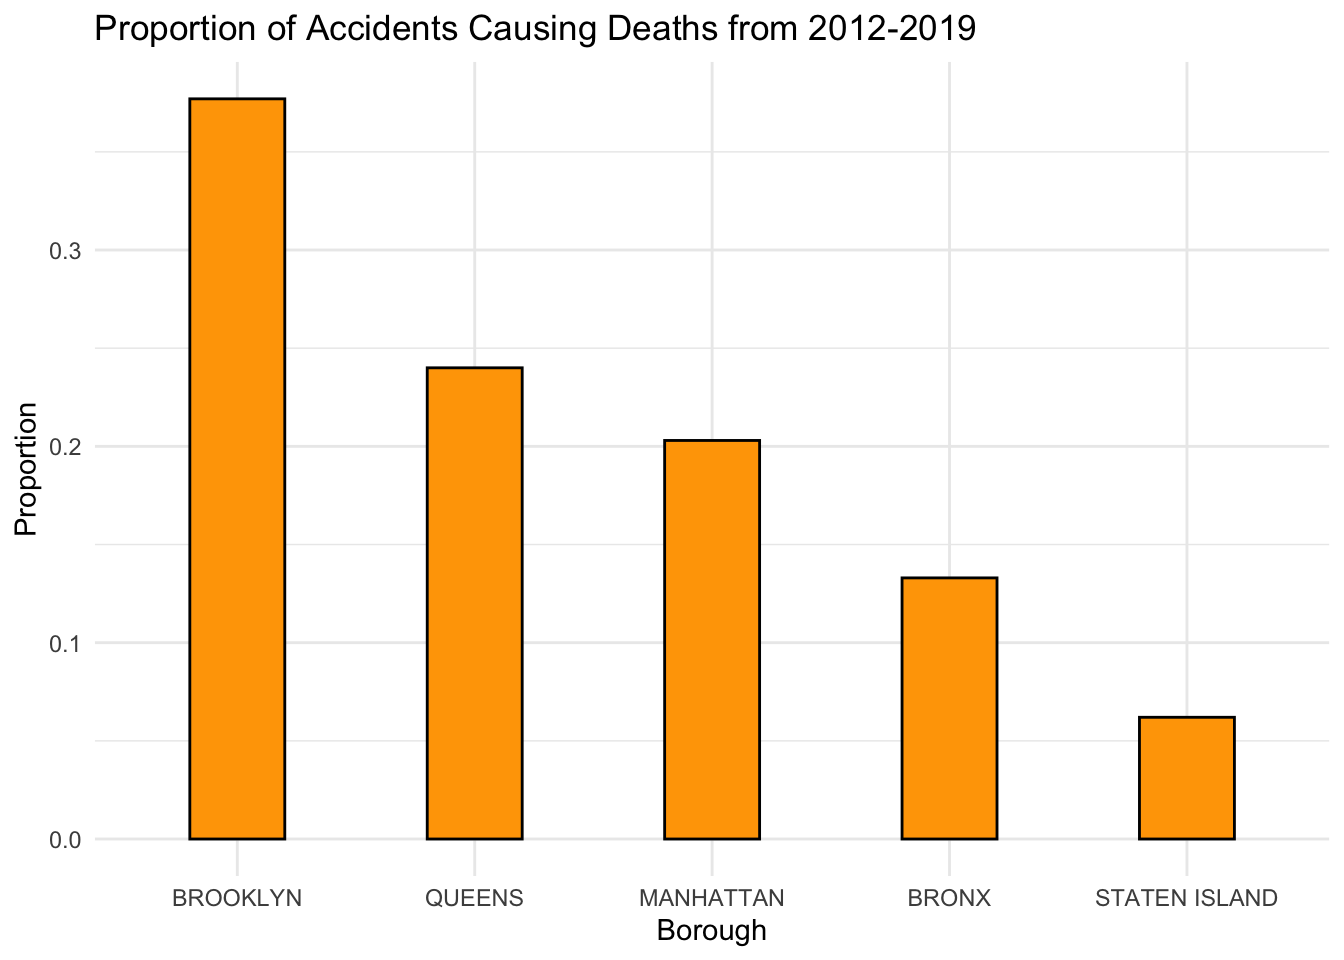 Proportion of Accidents Causing Deaths from 2012-2019
Proportion
0.3
0.2
0.1
0.0
BROOKLYN QUEENS MANHATTAN BRONX STATEN ISLAND
Borough